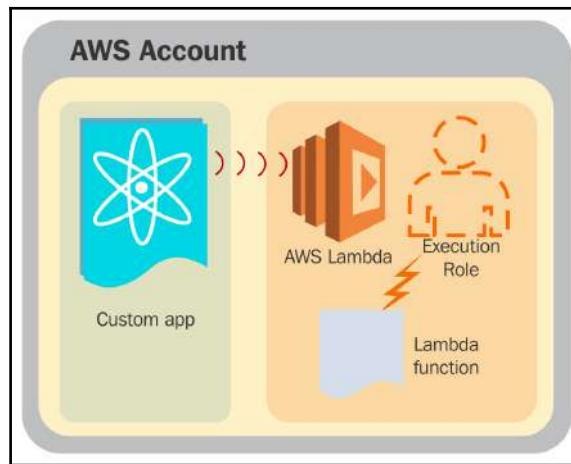 AWS Account
AWS Lambda
Execution
Role
Custom app
Lambda
function